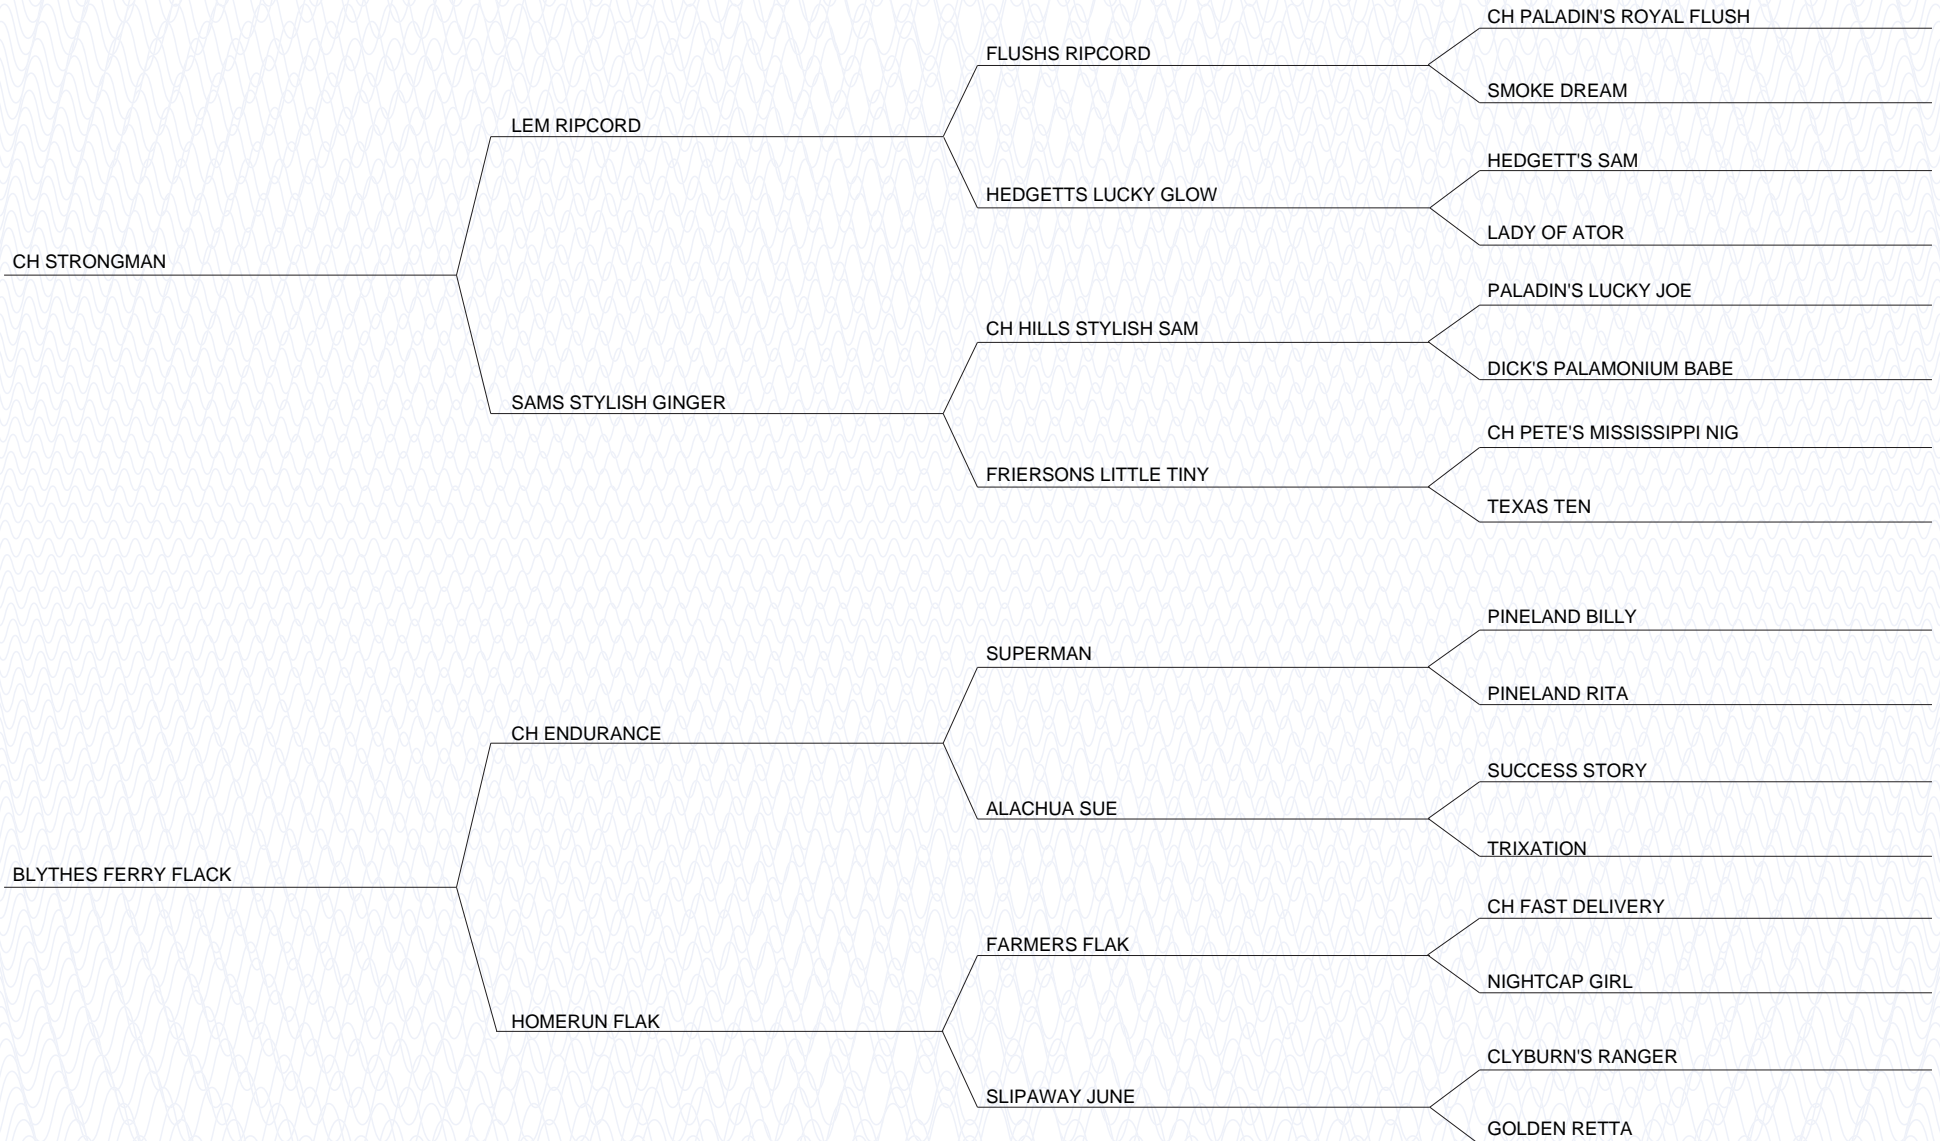 CH PALADIN'S ROYAL FLUSH
FLUSHS RIPCORD
SMOKE DREAM
LEM RIPCORD
HEDGETT'S SAM
HEDGETTS LUCKY GLOW
LADY OF ATOR
CH STRONGMAN
PALADIN'S LUCKY JOE
CH HILLS STYLISH SAM
DICK'S PALAMONIUM BABE
SAMS STYLISH GINGER
CH PETE'S MISSISSIPPI NIG
FRIERSONS LITTLE TINY
TEXAS TEN
PINELAND BILLY
SUPERMAN
PINELAND RITA
CH ENDURANCE
SUCCESS STORY
ALACHUA SUE
TRIXATION
BLYTHES FERRY FLACK
CH FAST DELIVERY
FARMERS FLAK
NIGHTCAP GIRL
HOMERUN FLAK
CLYBURN'S RANGER
SLIPAWAY JUNE
GOLDEN RETTA